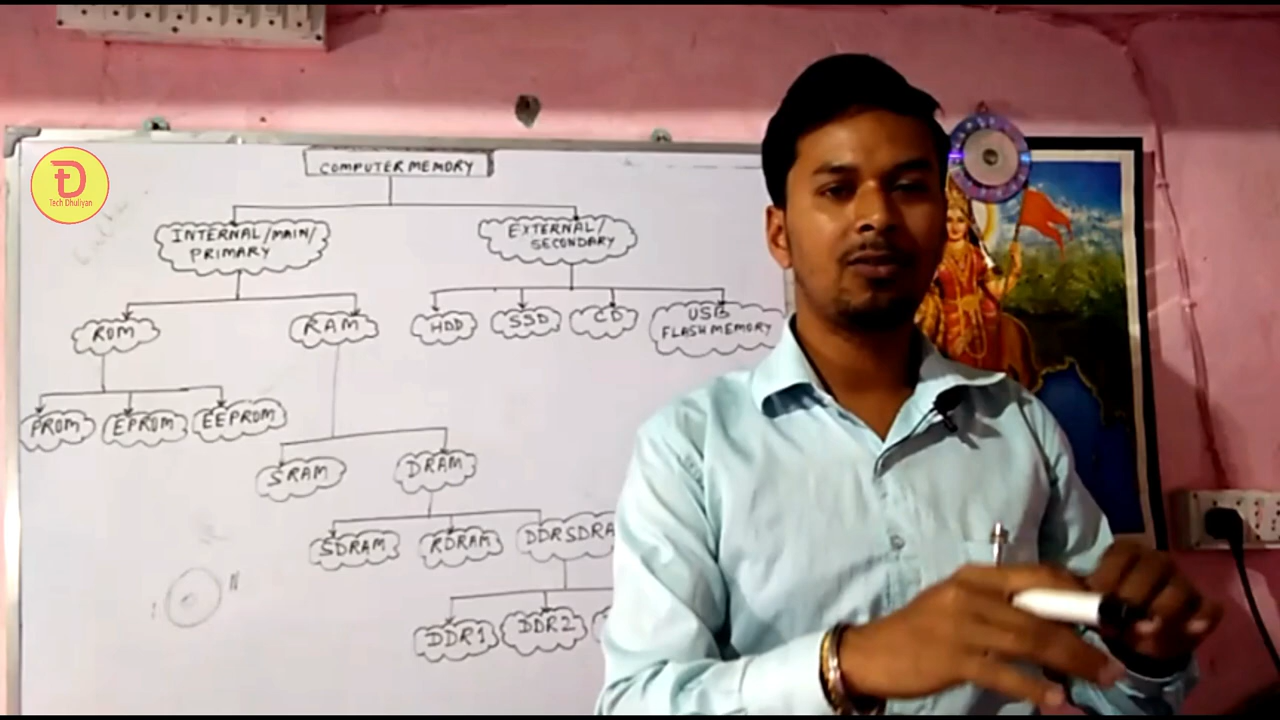 COMPUTER MEMORY
Tech Dhuliyan
INTERNAL/MAIN/
PRIMARY
EXTERNAL/
SECONDARY
ROM
RAM
HDD
SSD
CD
USB
FLASH MEMORY
PROM
EPROM
EEPROM
SRAM
DRAM
SDRAM
RDRAM
DDRSDRA
DDR1
DDR2